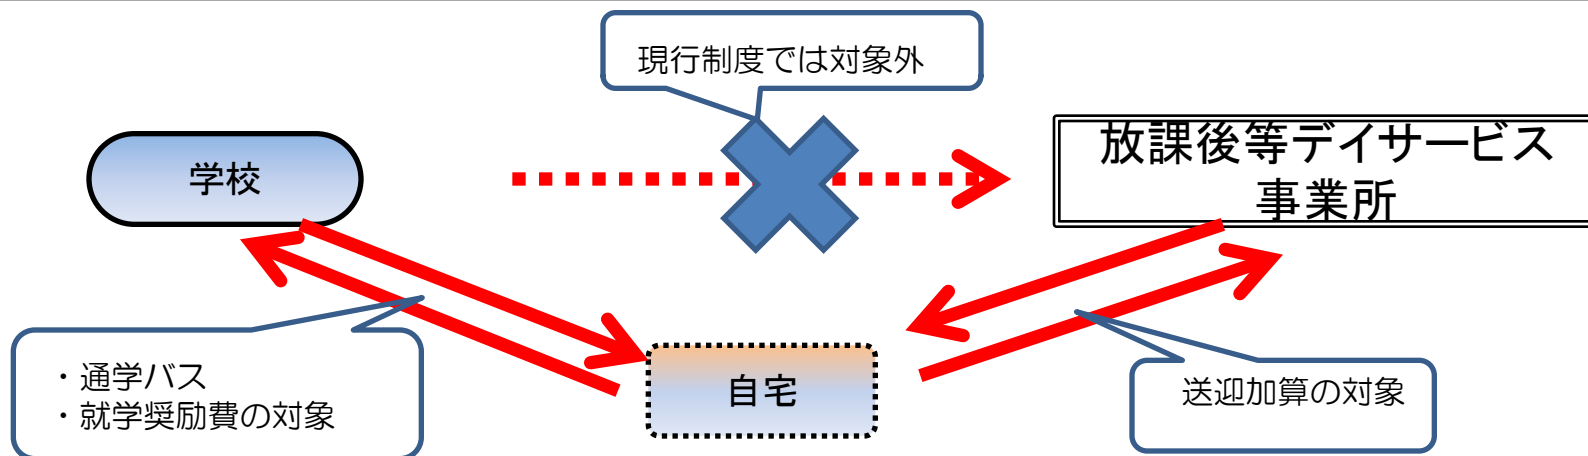 現行制度では対象外
学校
放課後等デイサービス
事業所
・通学バス
・就学奨励費の対象
自宅
送迎加算の対象